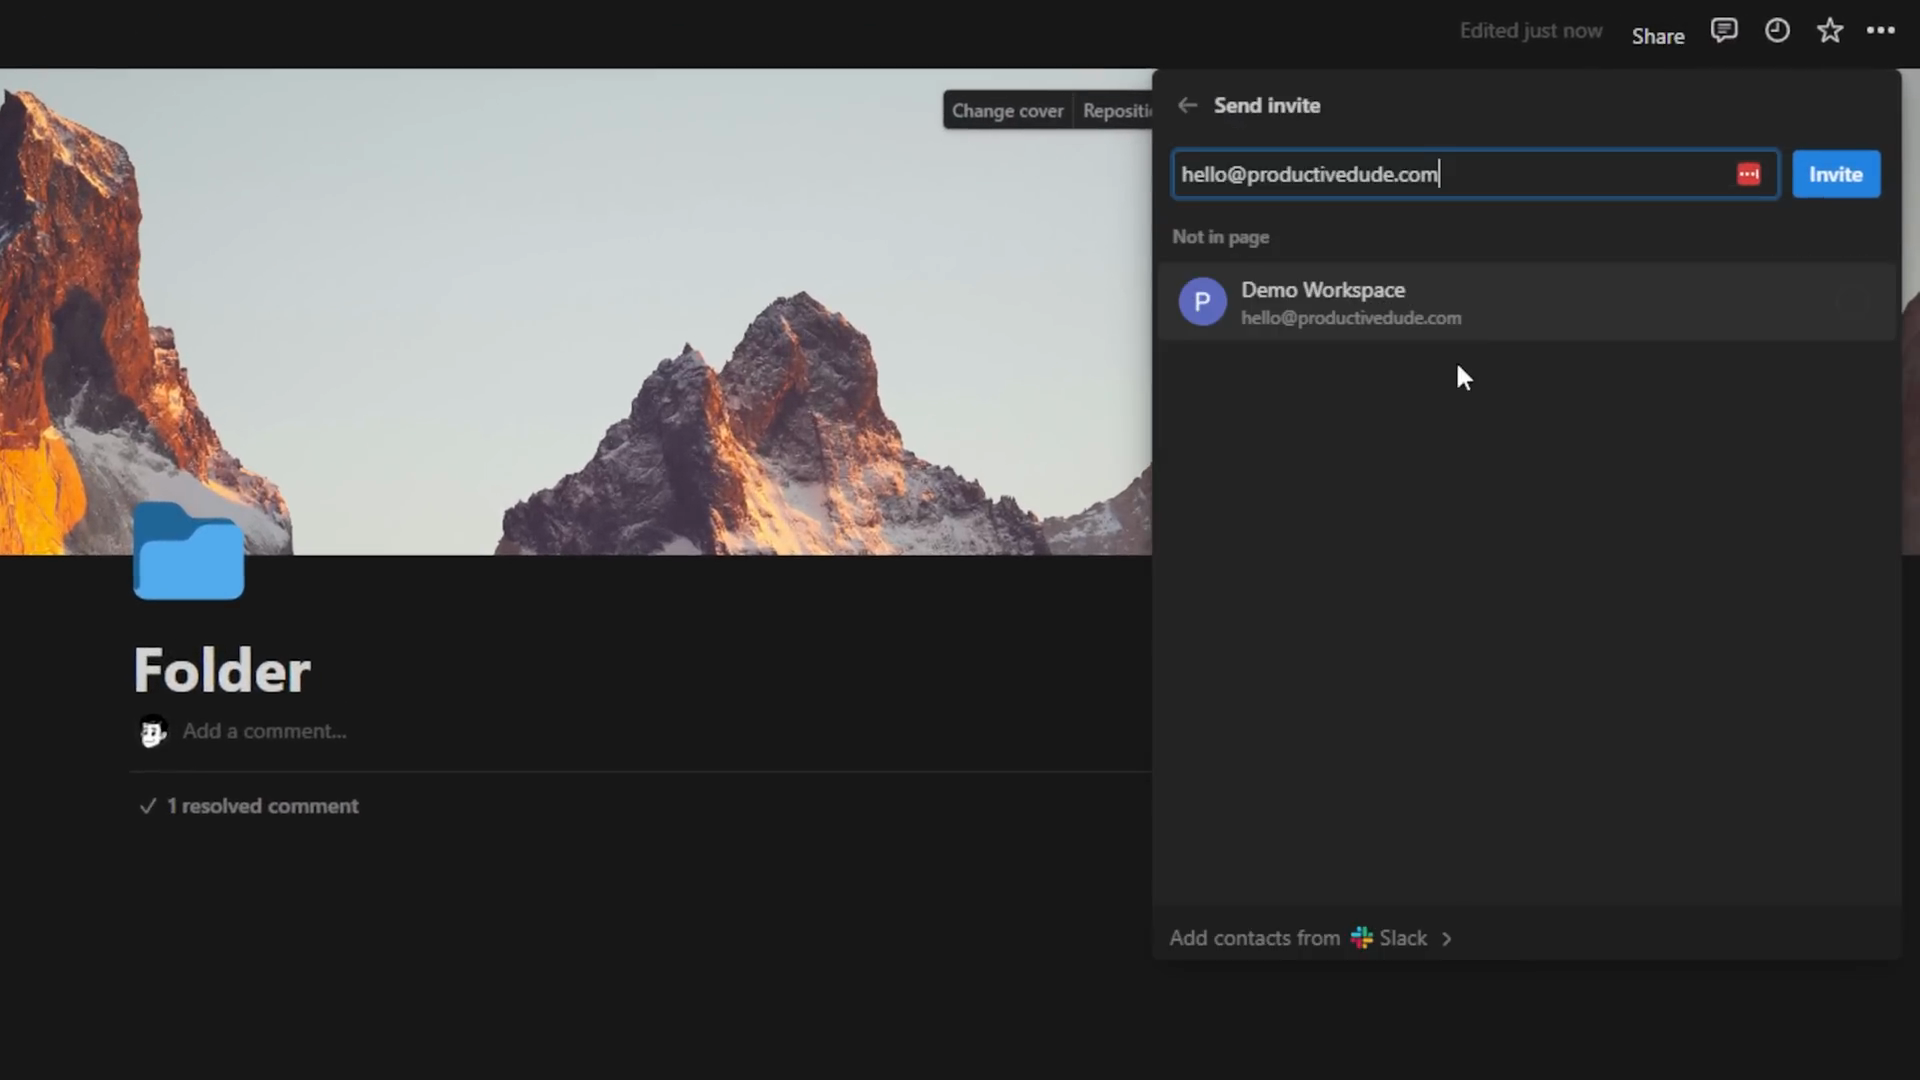 Edited just now
Share
Change cover
Send invite
hello@productivedude.com
Invite
Not in page
P
Demo Workspace
hello@productivedude.com
Folder
Add a comment...
1 resolved comment
Add contacts from Slack